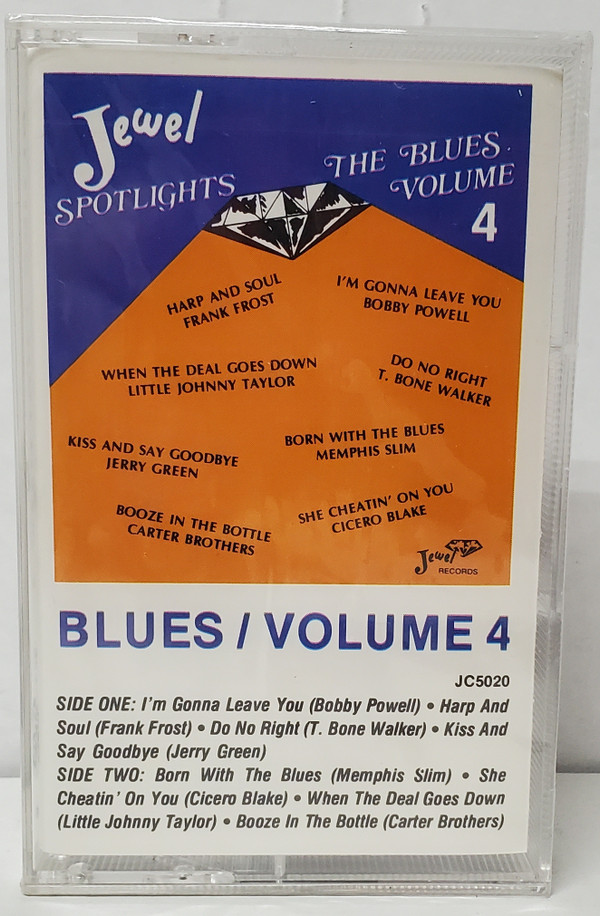 Jewel
SPOTLIGHTS
THE BLUES
VOLUME
4
HARP AND SOUL
FRANK FROST
I'M GONNA LEAVE YOU
BOBBY POWELL
WHEN THE DEAL GOES DOWN
LITTLE JOHNNY TAYLOR
DO NO RIGHT
T. BONE WALKER
KISS AND SAY GOODBYE
JERRY GREEN
BORN WITH THE BLUES
MEMPHIS SLIM
BOOZE IN THE BOTTLE
CARTER BROTHERS
SHE CHEATIN' ON YOU
CICERO BLAKE
Jewel
RECORDS
BLUES / VOLUME 4
JC5020
SIDE ONE: I'm Gonna Leave You (Bobby Powell) • Harp And
Soul (Frank Frost) • Do No Right (T. Bone Walker) • Kiss And
Say Goodbye (Jerry Green)
SIDE TWO: Born With The Blues (Memphis Slim) • She
Cheatin' On You (Cicero Blake) • When The Deal Goes Down
(Little Johnny Taylor) • Booze In The Bottle (Carter Brothers)